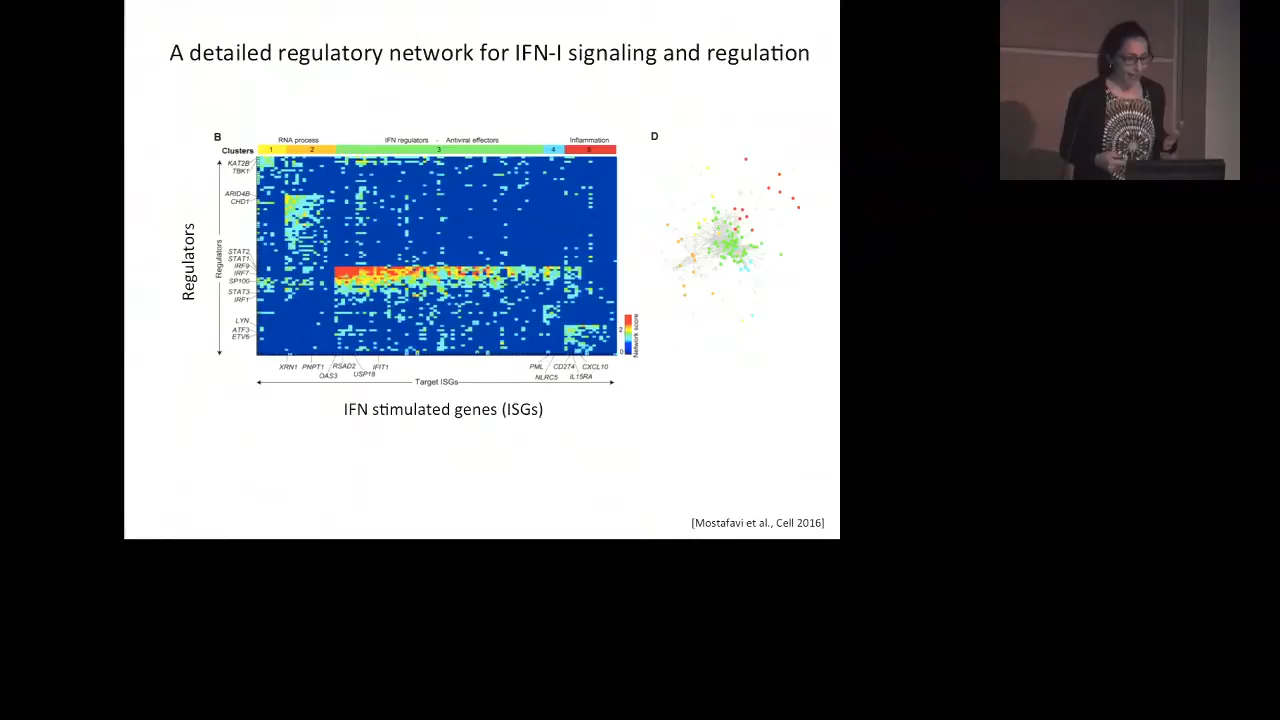 A detailed regulatory network for IFN-I signaling and regulation
B
D
RNA process
IFN regulators - Antiviral effectors
Inflammation
Clusters
1
2
3
4
5
KAT2B
TBK1
ARID4B
CHD1
STAT2
STAT1
IRF9
IRF7
SP100
STAT3
IRF1
LYN
ATF3
ETV6
Regulators
Regulators
2
0
Network score
XRN1 PNPT1 RSAD2 IFIT1 PML CD274 CXCL10
OAS3 USP18 NLRC5 IL15RA
Target ISGs
IFN stimulated genes (ISGs)
[Mostafavi et al., Cell 2016]